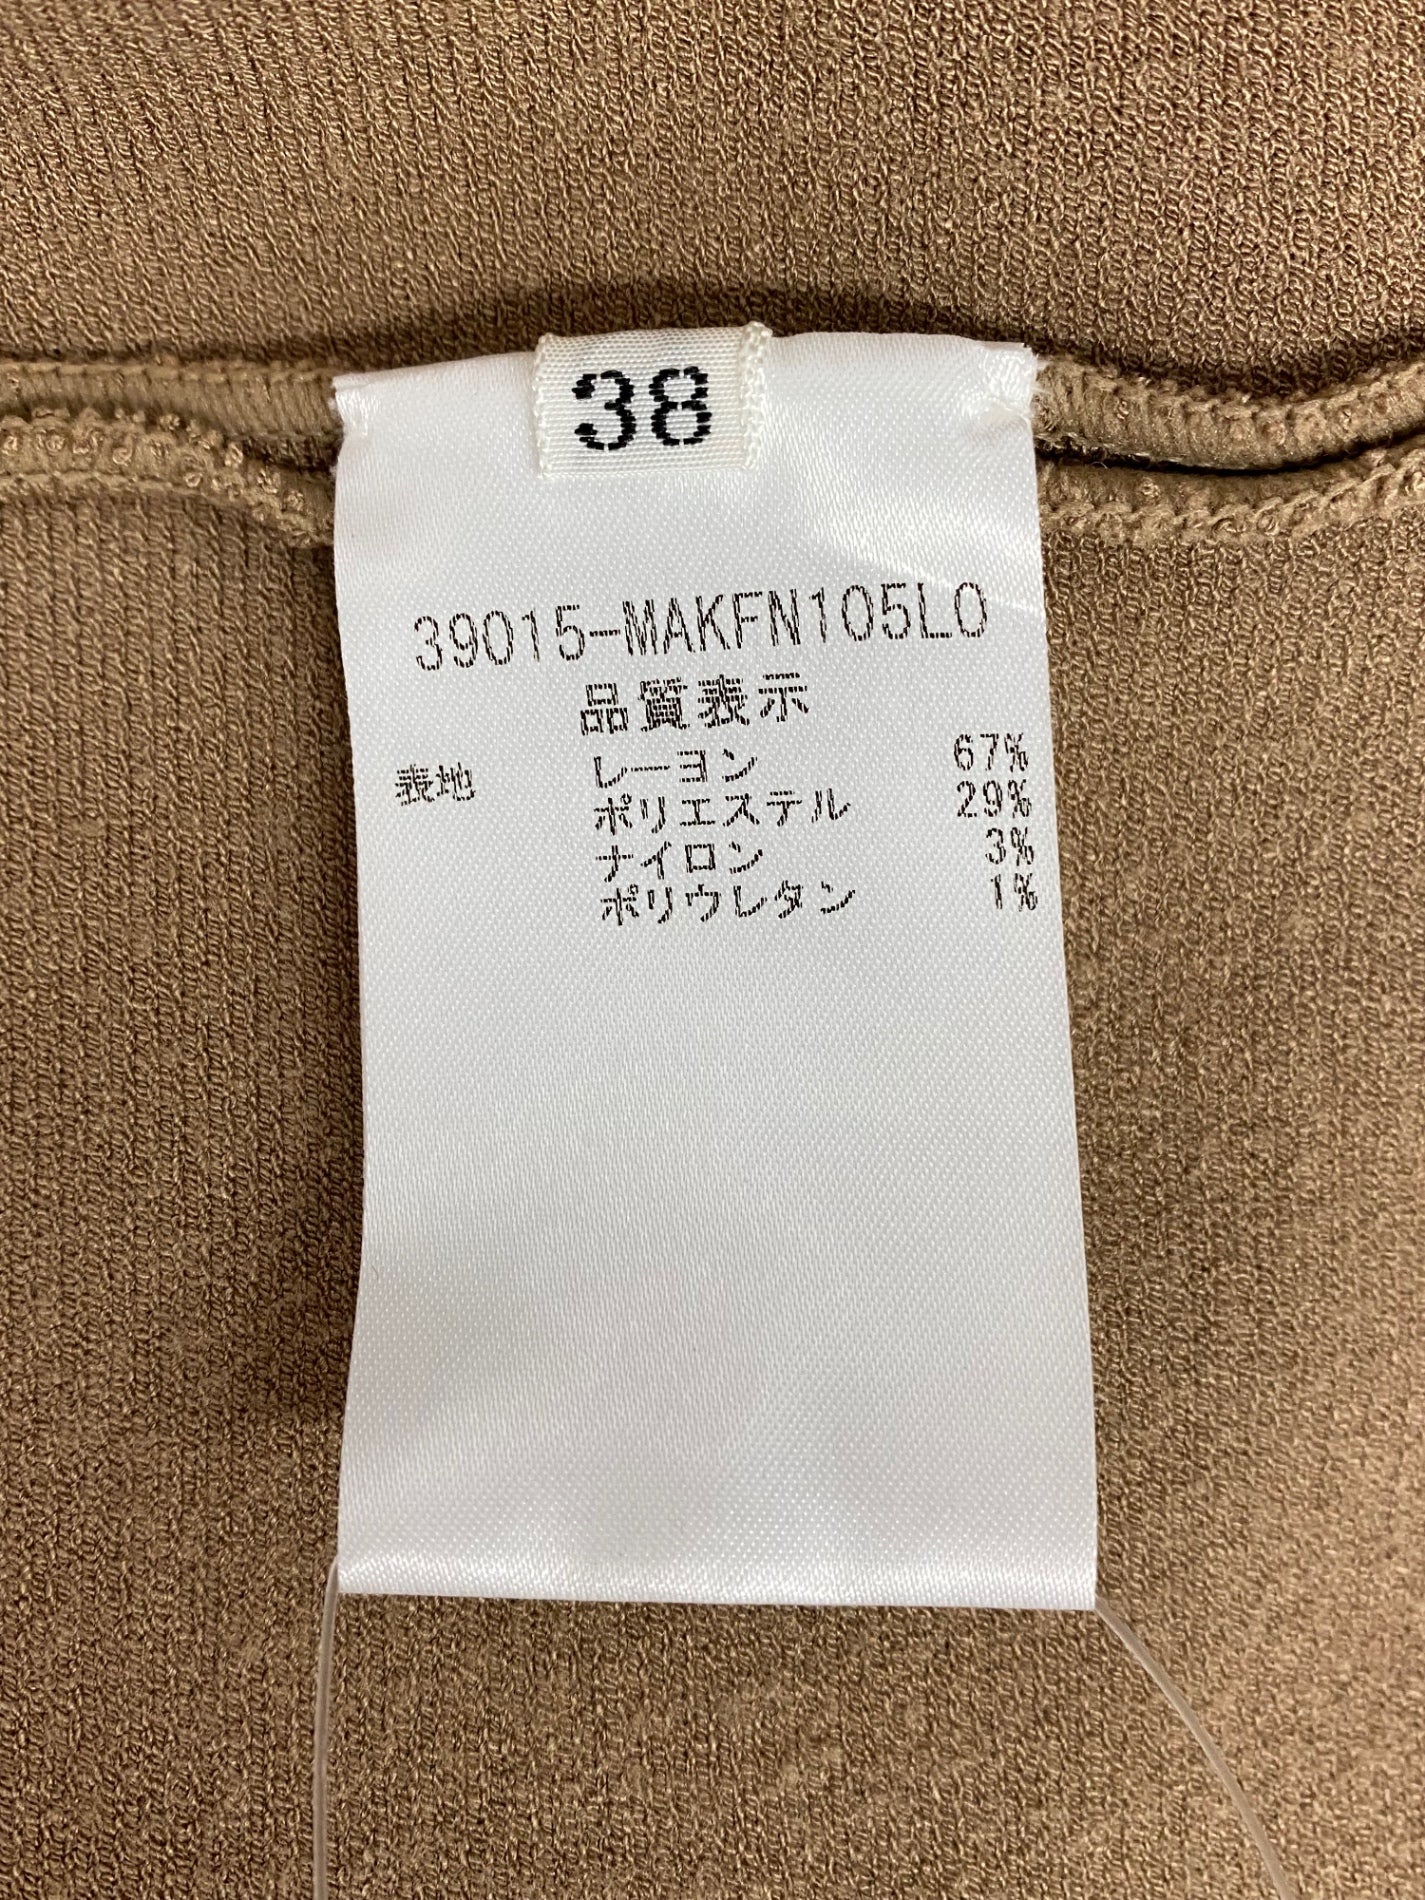 38
39015-MAKFN105LO
品質表示
表地 レーヨン 67%
ポリエステル 29%
ナイロン 3%
ポリウレタン 1%